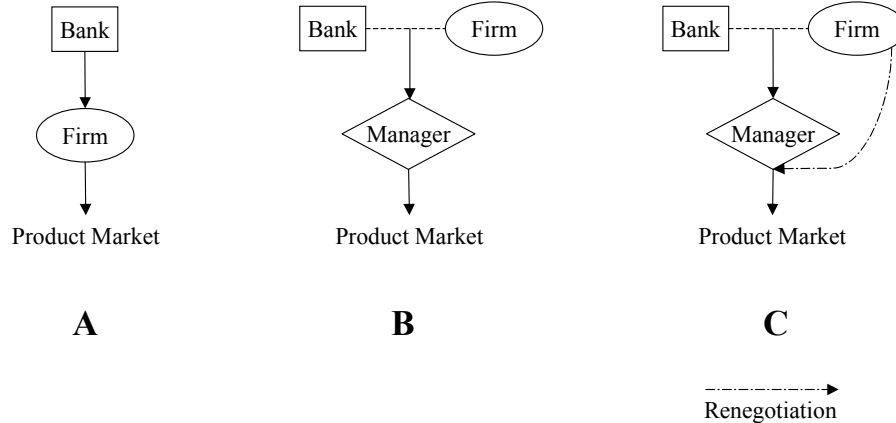 Bank
Firm
Product Market
A
Bank
Firm
Manager
Product Market
B
Bank
Firm
Manager
Product Market
C
Renegotiation